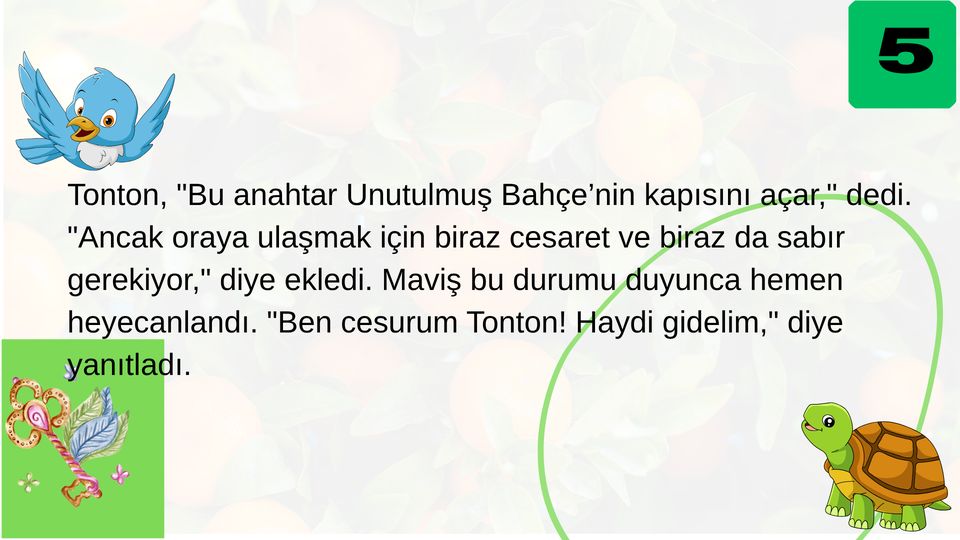 5
Tonton, "Bu anahtar Unutulmuş Bahçe’nin kapısını açar," dedi.
"Ancak oraya ulaşmak için biraz cesaret ve biraz da sabır
gerekiyor," diye ekledi. Maviş bu durumu duyunca hemen
heyecanlandı. "Ben cesurum Tonton! Haydi gidelim," diye
yanıtladı.